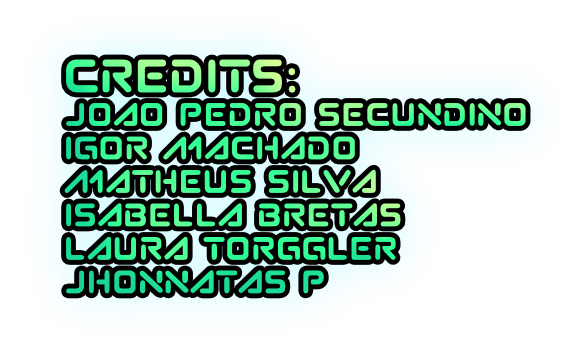 CREDITS:
JOAO PEDRO SECUNDINO
IGOR MACHADO
MATHEUS SILVA
ISABELLA BRETAS
LAURA TORGGLER
JHONNATAS P